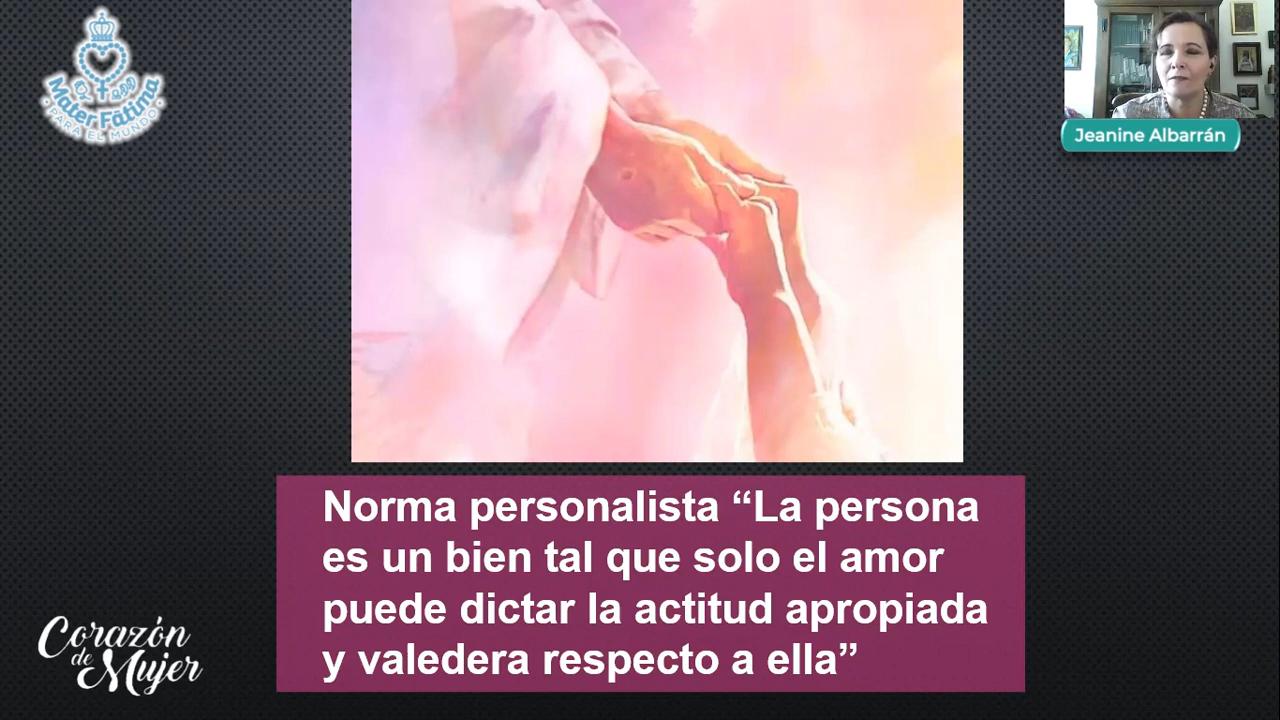 Mater Fátima
PARA EL MUNDO
Jeanine Albarrán
Norma personalista “La persona
es un bien tal que solo el amor
puede dictar la actitud apropiada
y valedera respecto a ella”
Corazón
de
Mujer